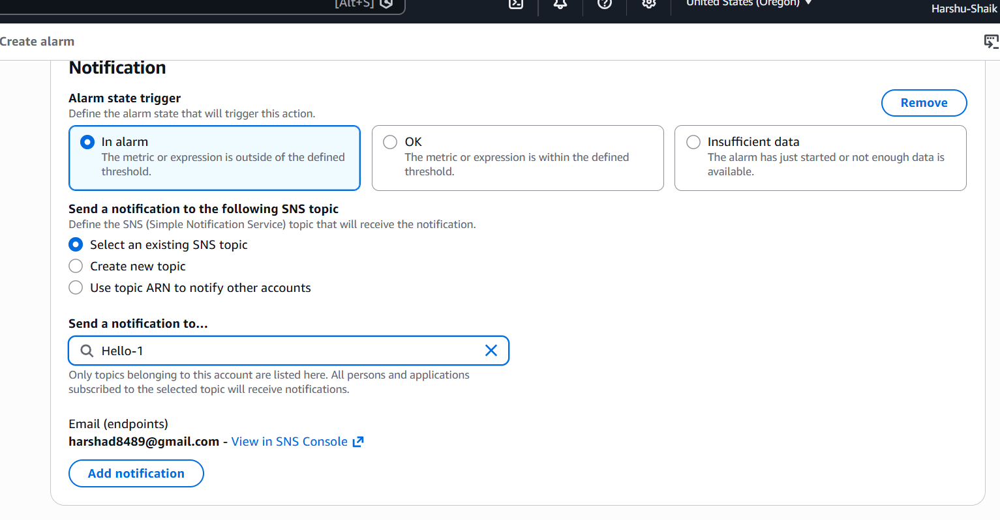 [Alt+S]
United States (Oregon)
Harshu-Shaik
Create alarm
Notification
Alarm state trigger
Define the alarm state that will trigger this action.
Remove
In alarm
The metric or expression is outside of the defined
threshold.
OK
The metric or expression is within the defined
threshold.
Insufficient data
The alarm has just started or not enough data is
available.
Send a notification to the following SNS topic
Define the SNS (Simple Notification Service) topic that will receive the notification.
Select an existing SNS topic
Create new topic
Use topic ARN to notify other accounts
Send a notification to…
Hello-1
Only topics belonging to this account are listed here. All persons and applications
subscribed to the selected topic will receive notifications.
Email (endpoints)
harshad8489@gmail.com - View in SNS Console
Add notification